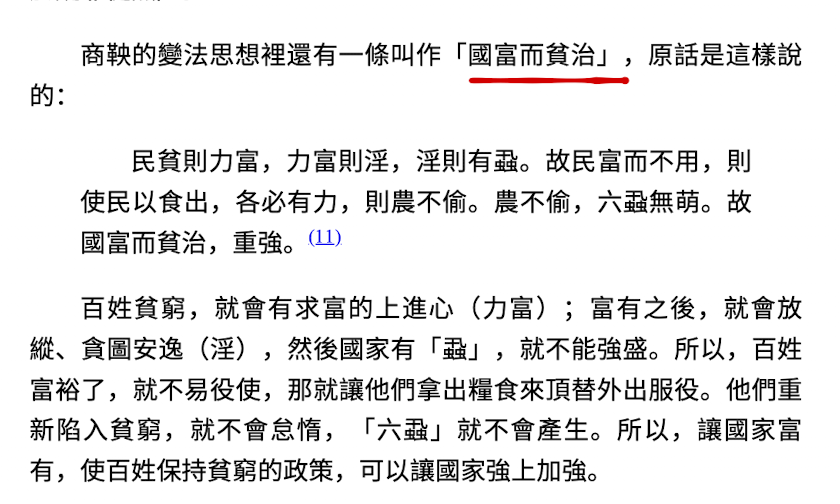 商鞅的變法思想裡還有一條叫作「國富而貧治」，原話是這樣說
的：
民貧則力富，力富則淫，淫則有蝨。故民富而不用，則
使民以食出，各必有力，則農不偷。農不偷，六蝨無萌。故
國富而貧治，重強。(11)
百姓貧窮，就會有求富的上進心（力富）；富有之後，就會放
縱、貪圖安逸（淫），然後國家有「蝨」，就不能強盛。所以，百姓
富裕了，就不易役使，那就讓他們拿出糧食來頂替外出服役。他們重
新陷入貧窮，就不會怠惰，「六蝨」就不會產生。所以，讓國家富
有，使百姓保持貧窮的政策，可以讓國家強上加強。